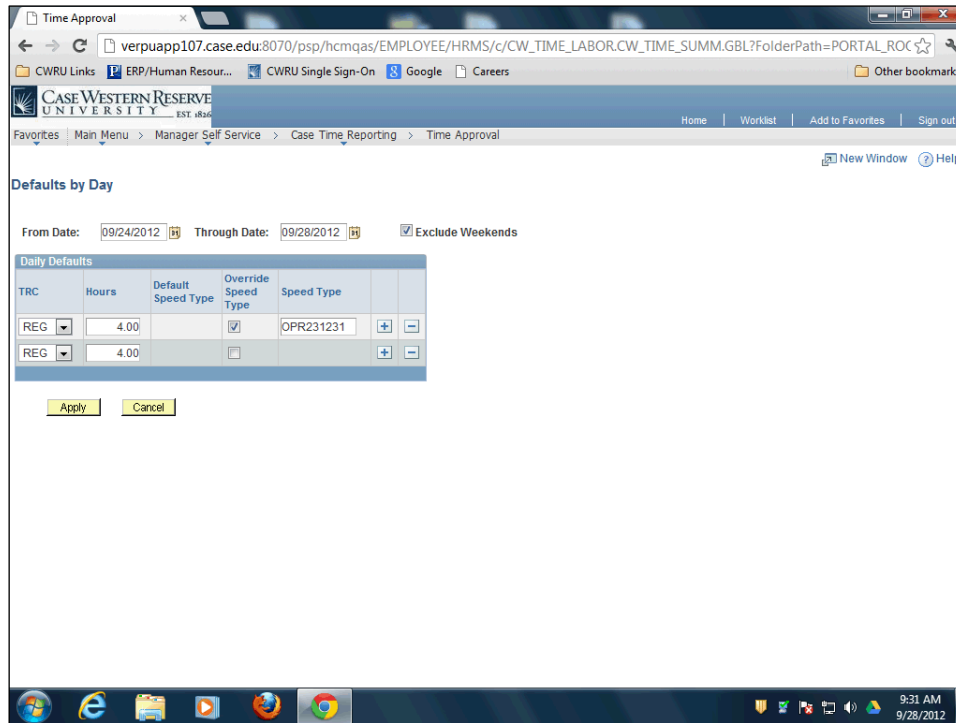 Time Approval
verpuapp107.case.edu:8070/psp/hcmqas/EMPLOYEE/HRMS/c/CW_TIME_LABOR.CW_TIME_SUMM.GBL?FolderPath=PORTAL_ROO
CWRU Links ERP/Human Resour... CWRU Single Sign-On Google Careers Other bookmark
CASE WESTERN RESERVE
UNIVERSITY EST. 1826
Home | Worklist | Add to Favorites | Sign out
Favorites Main Menu > Manager Self Service > Case Time Reporting > Time Approval
New Window Help
Defaults by Day
From Date: 09/24/2012 Through Date: 09/28/2012 Exclude Weekends
Daily Defaults
TRC Hours Default Speed Type Override Speed Type Speed Type
REG 4.00 OPR231231
REG 4.00
Apply Cancel
9:31 AM
9/28/2012